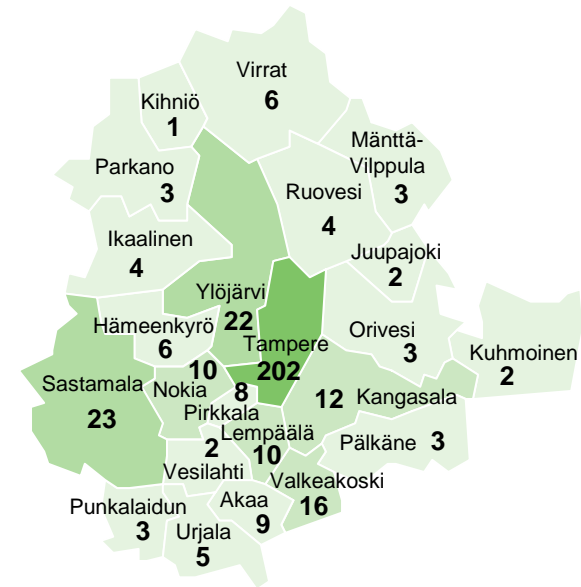 Virrat
6
Kihniö
1
Mänttä-
Vilppula
3
Parkano
3
Ruovesi
4
Ikaalinen
4
Juupajoki
2
Ylöjärvi
22
Hämeenkyrö
6
Tampere
202
Orivesi
3
Kuhmoinen
2
Sastamala
23
10
Nokia
8
Pirkkala
12 Kangasala
2
Vesilahti
Lempäälä
10
Pälkäne 3
Valkeakoski
16
Punkalaidun
3
Akaa
9
Urjala
5